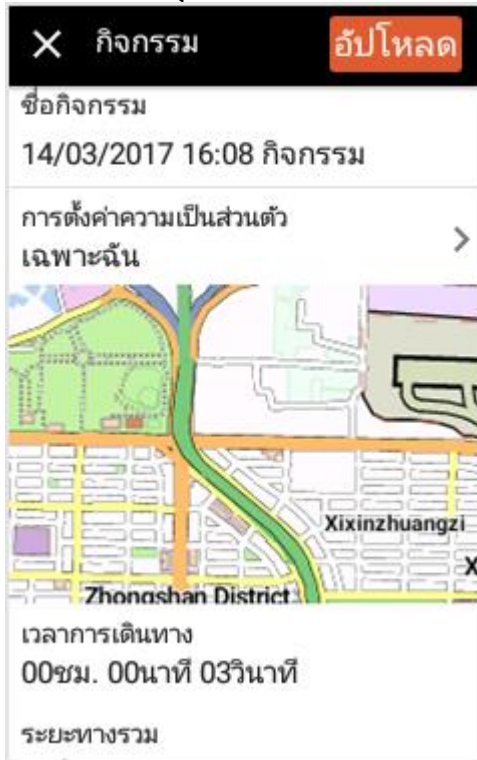 กิจกรรม
อัปโหลด
ชื่อกิจกรรม
14/03/2017 16:08 กิจกรรม
การตั้งค่าความเป็นส่วนตัว
เฉพาะฉัน
Xixinzhuangzi
Zhongshan District
เวลาการเดินทาง
00ชม. 00นาที 03วินาที
ระยะทางรวม